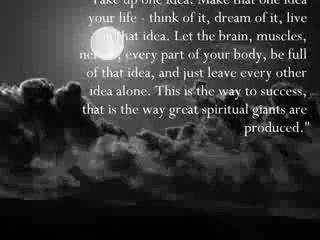 Take up one idea. Make that one idea
your life - think of it, dream of it, live
that idea. Let the brain, muscles,
every part of your body, be full
of that idea, and just leave every other
idea alone. This is the way to success,
that is the way great spiritual giants are
produced."